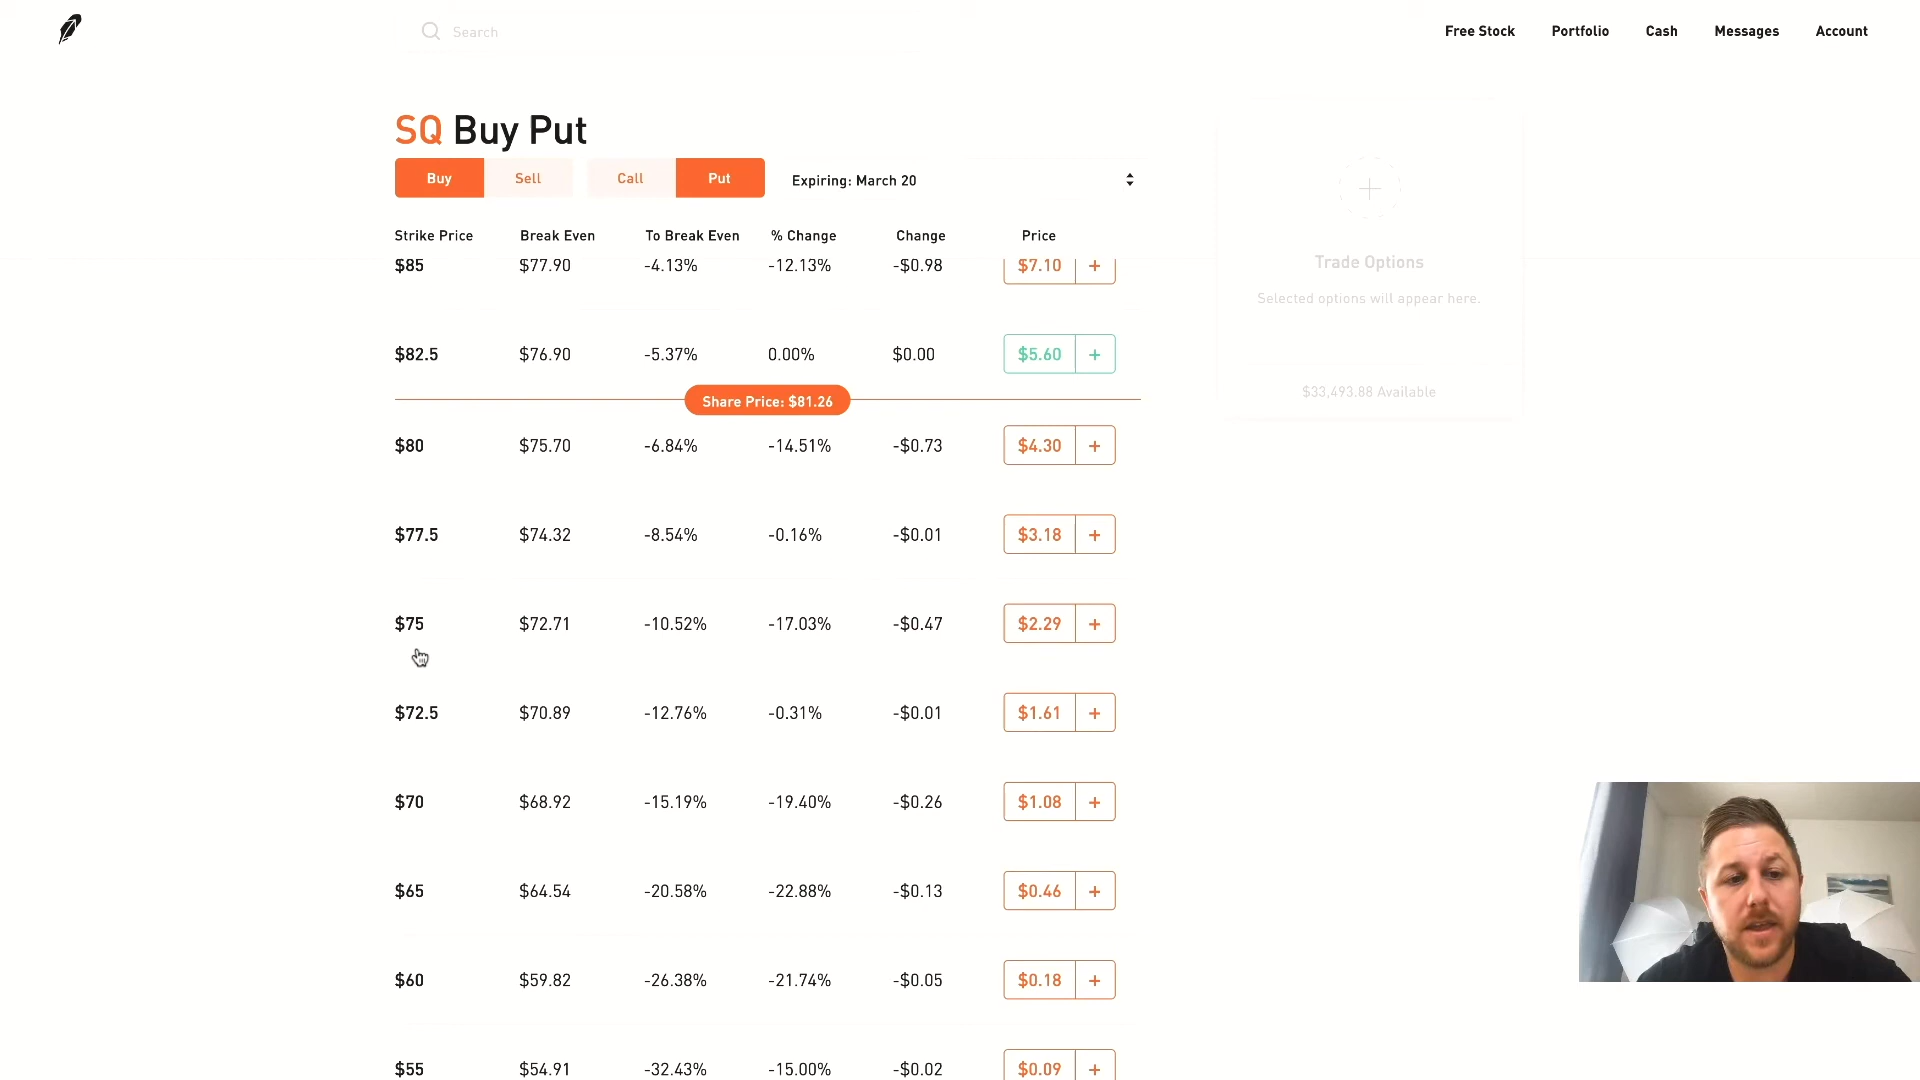 Search
Free Stock Portfolio Cash Messages Account
SQ Buy Put
Buy Sell Call Put Expiring: March 20
Strike Price Break Even To Break Even % Change Change Price
$85 $77.90 -4.13% -12.13% -$0.98 $7.10 +
$82.5 $76.90 -5.37% 0.00% $0.00 $5.60 +
Share Price: $81.26
$80 $75.70 -6.84% -14.51% -$0.73 $4.30 +
$77.5 $74.32 -8.54% -0.16% -$0.01 $3.18 +
$75 $72.71 -10.52% -17.03% -$0.47 $2.29 +
$72.5 $70.89 -12.76% -0.31% -$0.01 $1.61 +
$70 $68.92 -15.19% -19.40% -$0.26 $1.08 +
$65 $64.54 -20.58% -22.88% -$0.13 $0.46 +
$60 $59.82 -26.38% -21.74% -$0.05 $0.18 +
$55 $54.91 -32.43% -15.00% -$0.02 $0.09 +
Trade Options
Selected options will appear here.
$33,493.88 Available